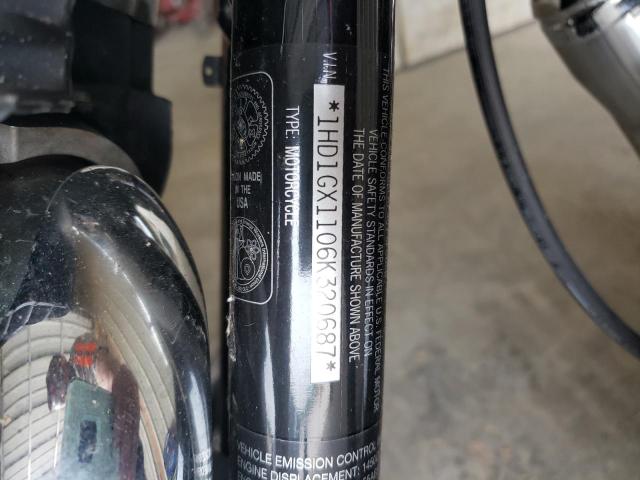 THIS VEHICLE CONFORMS TO ALL APPLICABLE U.S. FEDERAL MOTOR
VEHICLE SAFETY STANDARDS IN EFFECT ON
THE DATE OF MANUFACTURE SHOWN ABOVE
V.I.N.
*1HD1GX1106K320687*
TYPE: MOTORCYCLE
MADE
IN THE
USA
VEHICLE EMISSION CONTROL
ENGINE DISPLACEMENT: